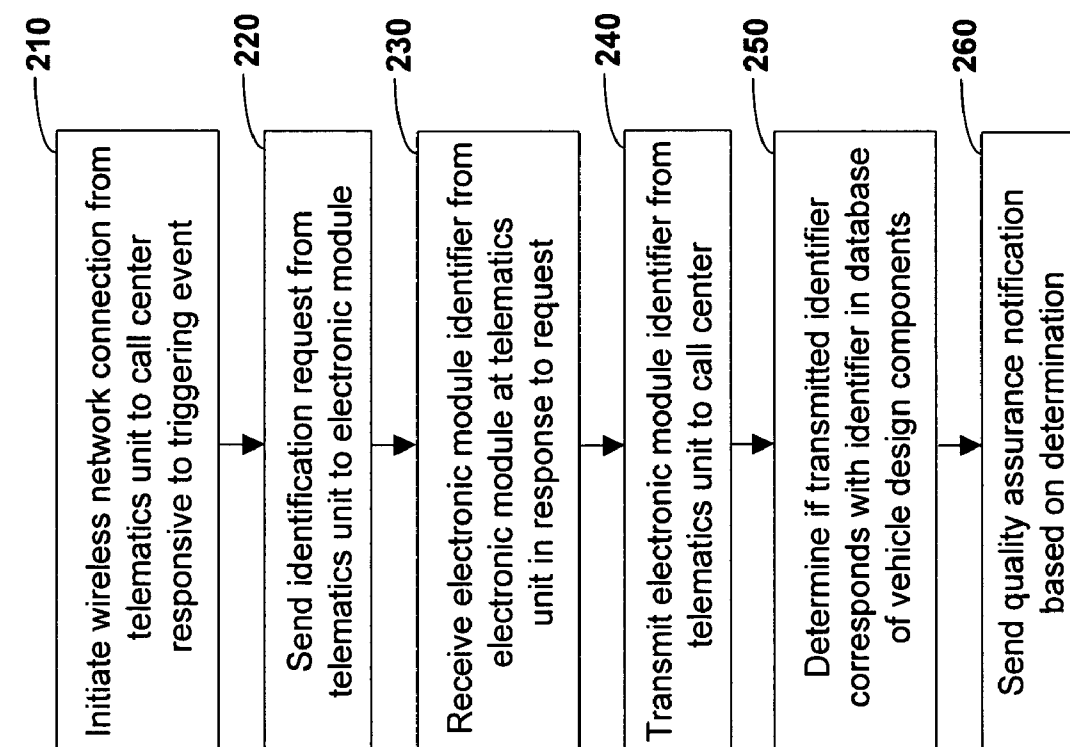 210
Initiate wireless network connection from
telematics unit to call center
responsive to triggering event
220
Send identification request from
telematics unit to electronic module
230
Receive electronic module identifier from
electronic module at telematics
unit in response to request
240
Transmit electronic module identifier from
telematics unit to call center
250
Determine if transmitted identifier
corresponds with identifier in database
of vehicle design components
260
Send quality assurance notification
based on determination